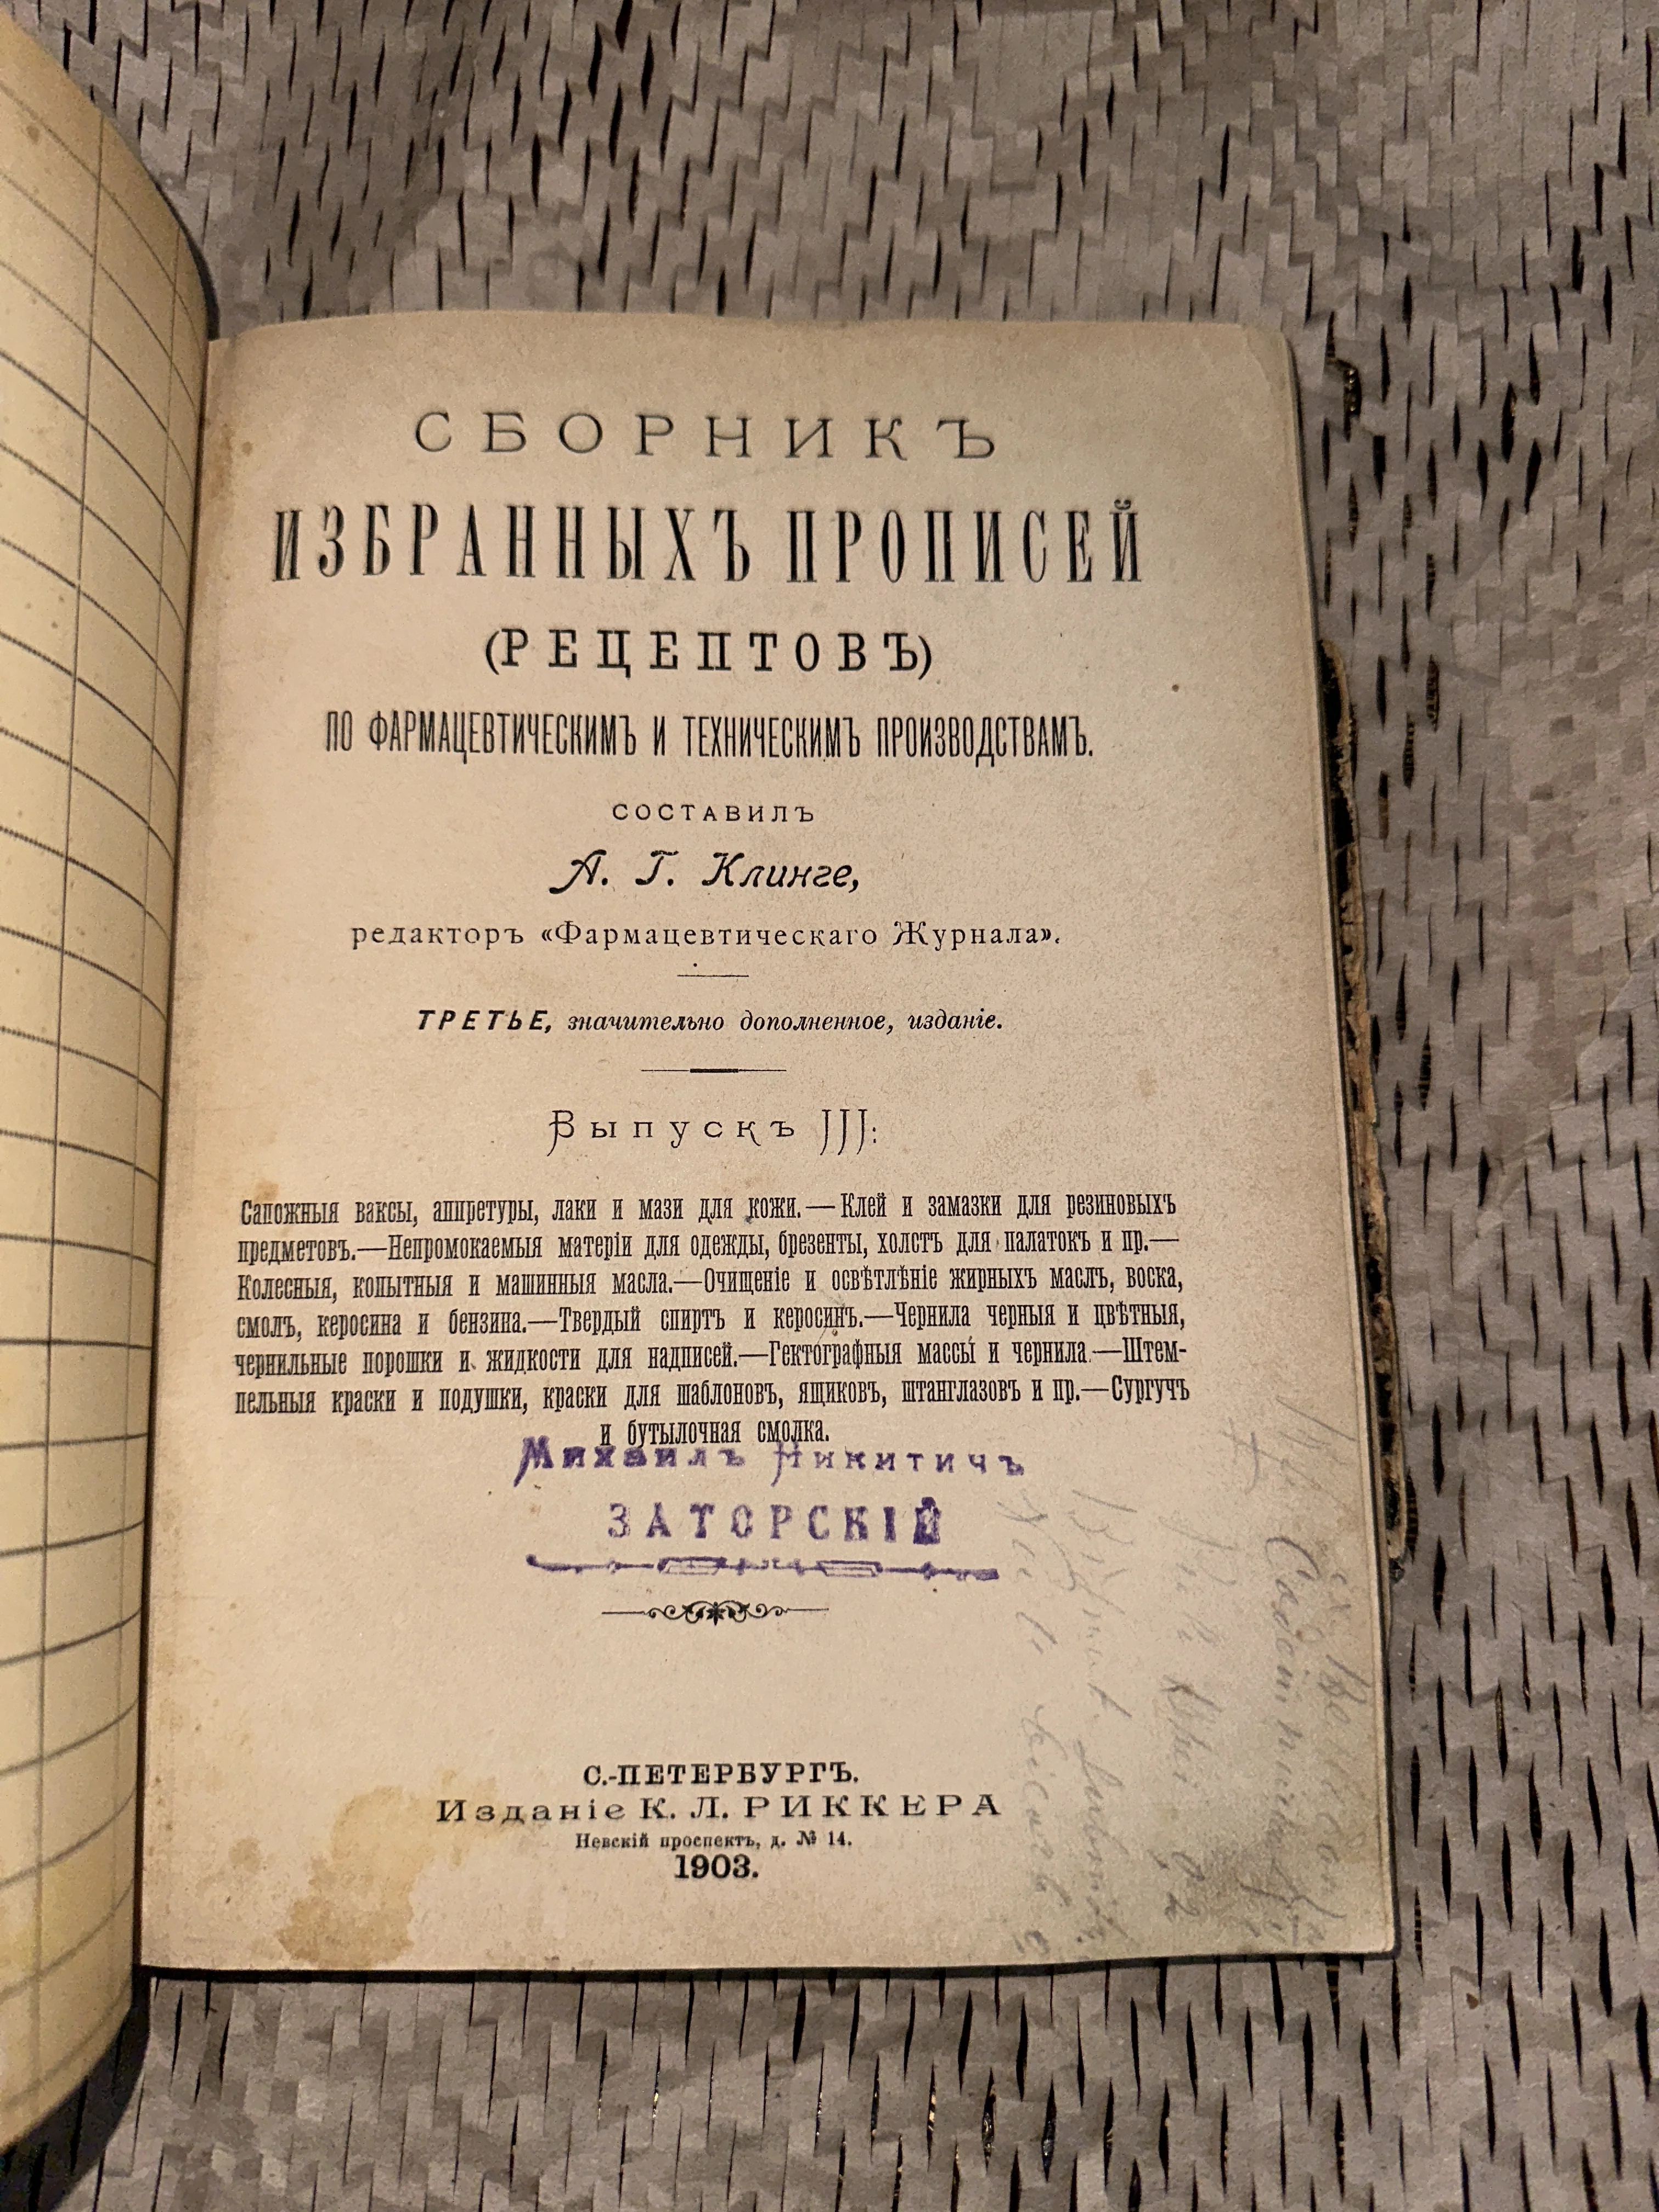 СБОРНИКЪ
ИЗБРАННЫХЪ ПРОПИСЕЙ
(РЕЦЕПТОВЪ)
ПО ФАРМАЦЕВТИЧЕСКИМЪ И ТЕХНИЧЕСКИМЪ ПРОИЗВОДСТВАМЪ.
СОСТАВИЛЪ
А. Г. Клинге,
редакторъ «Фармацевтическаго Журнала».
ТРЕТЬЕ, значительно дополненное, изданіе.
Выпускъ III:
Сапожныя ваксы, аппретуры, лаки и мази для кожи.—Клей и замазки для резиновыхъ
предметовъ.—Непромокаемыя матеріи для одежды, брезенты, холстъ для палатокъ и пр.—
Колесныя, копытныя и машинныя масла.—Очищеніе и освѣтлѣніе жирныхъ маслъ, воска,
смолъ, керосина и бензина.—Твердый спиртъ и керосинъ.—Чернила черныя и цвѣтныя,
чернильные порошки и жидкости для надписей.—Гектографныя массы и чернила.—Штем-
пельныя краски и подушки, краски для шаблоновъ, ящиковъ, штанглазовъ и пр.—Сургучъ
и бутылочная смолка.
Михаилъ Никитичъ
ЗАТОРСКІЙ
С.-ПЕТЕРБУРГЪ.
Изданіе К. Л. РИККЕРА
Невскій проспектъ, д. № 14.
1903.